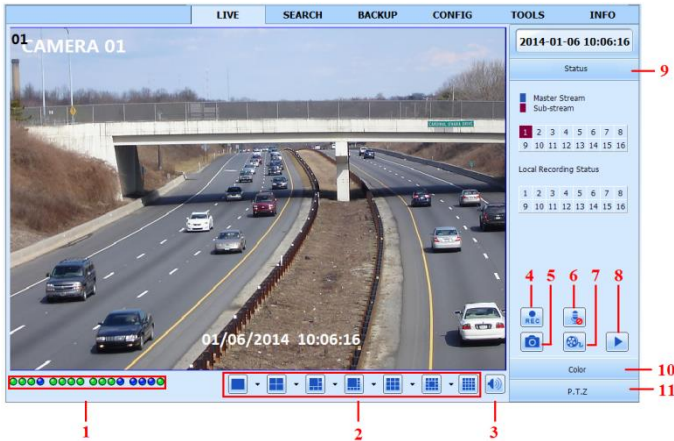 LIVE SEARCH BACKUP CONFIG TOOLS INFO
01
CAMERA 01
2014-01-06 10:06:16
Status
9
Master Stream
Sub-stream
1 2 3 4 5 6 7 8
9 10 11 12 13 14 15 16
Local Recording Status
1 2 3 4 5 6 7 8
9 10 11 12 13 14 15 16
4 5 6 7 8
REC
01/06/2014 10:06:16
Color
10
P.T.Z
11
1 2 3